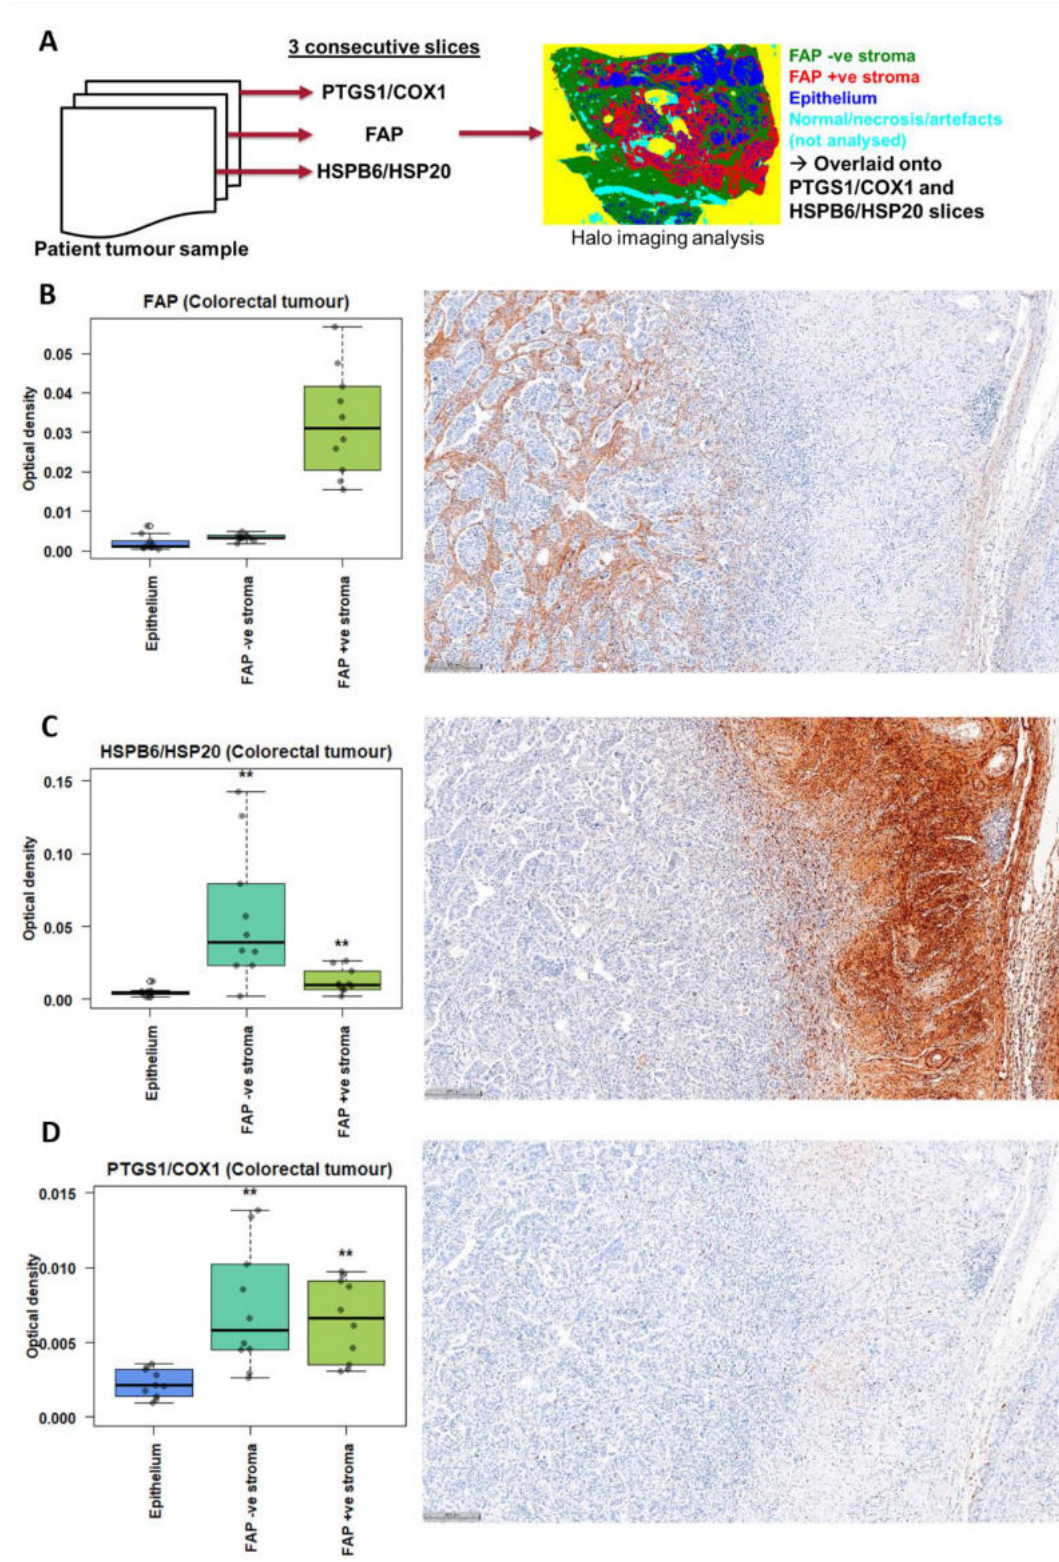 A
3 consecutive slices
PTGS1/COX1
FAP
HSPB6/HSP20
Patient tumour sample
Halo imaging analysis
FAP -ve stroma
FAP +ve stroma
Epithelium
Normal/necrosis/artefacts
(not analysed)
→ Overlaid onto
PTGS1/COX1 and
HSPB6/HSP20 slices
B
FAP (Colorectal tumour)
Optical density
0.05
0.04
0.03
0.02
0.01
0.00
Epithelium
FAP -ve stroma
FAP +ve stroma
C
HSPB6/HSP20 (Colorectal tumour)
Optical density
0.15
0.10
0.05
0.00
**
**
Epithelium
FAP -ve stroma
FAP +ve stroma
D
PTGS1/COX1 (Colorectal tumour)
Optical density
0.015
0.010
0.005
0.000
**
**
Epithelium
FAP -ve stroma
FAP +ve stroma